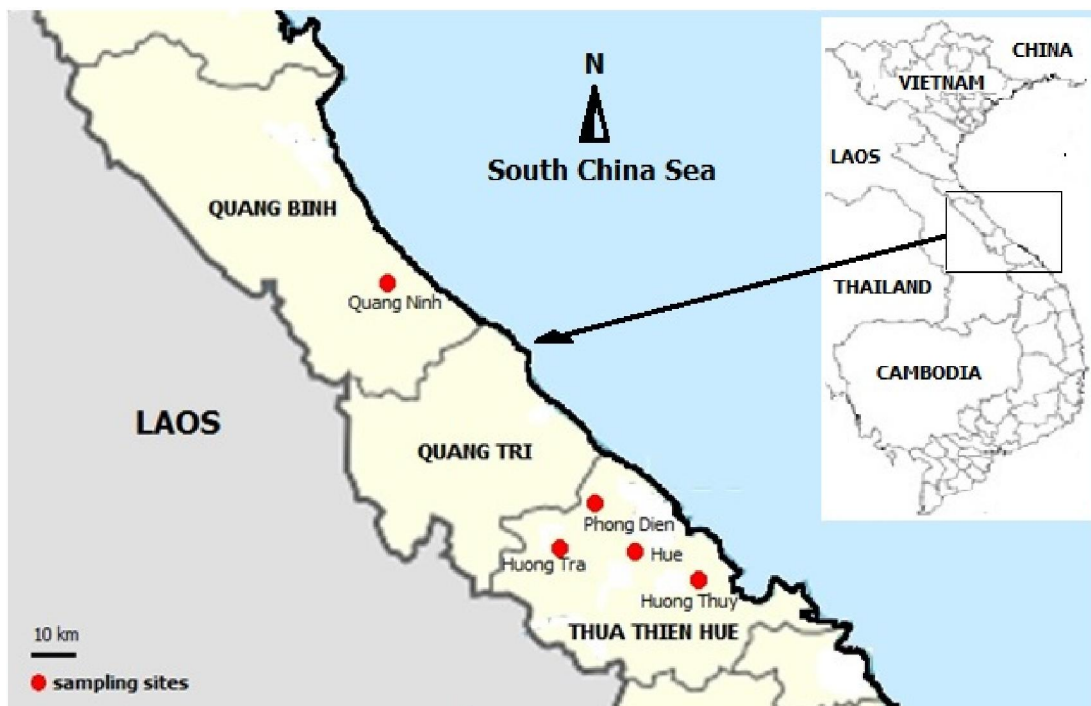 N
South China Sea
QUANG BINH
Quang Ninh
LAOS
QUANG TRI
Phong Dien
Huong Tra
Hue
Huong Thuy
THUA THIEN HUE
10 km
sampling sites
CHINA
VIETNAM
LAOS
THAILAND
CAMBODIA